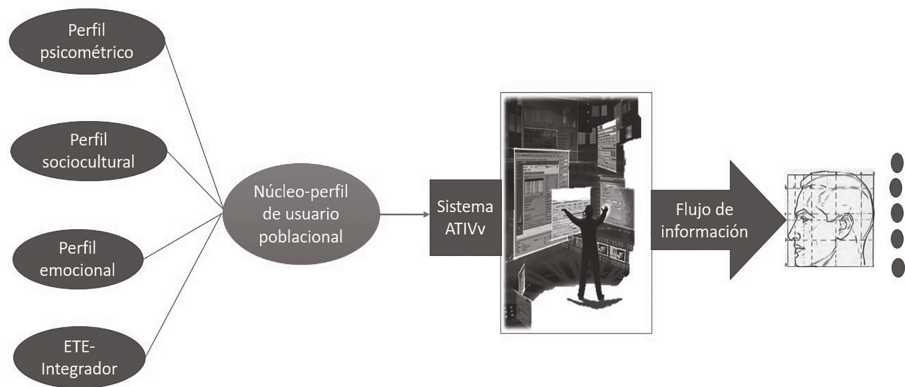 Perfil
psicométrico
Perfil
sociocultural
Perfil
emocional
ETE-
Integrador
Núcleo-perfil
de usuario
poblacional
Sistema
ATIVv
Flujo de
información